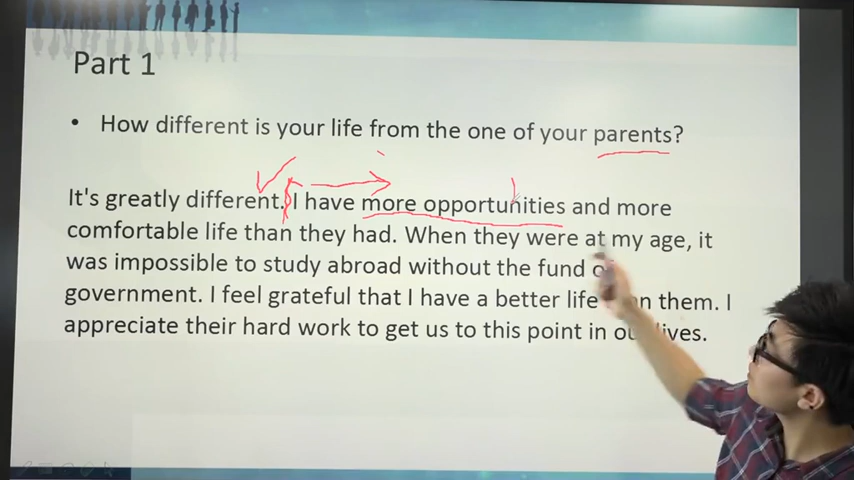 Part 1
• How different is your life from the one of your parents?
It's greatly different. I have more opportunities and more
comfortable life than they had. When they were at my age, it
was impossible to study abroad without the fund
government. I feel grateful that I have a better life them. I
appreciate their hard work to get us to this point in lives.